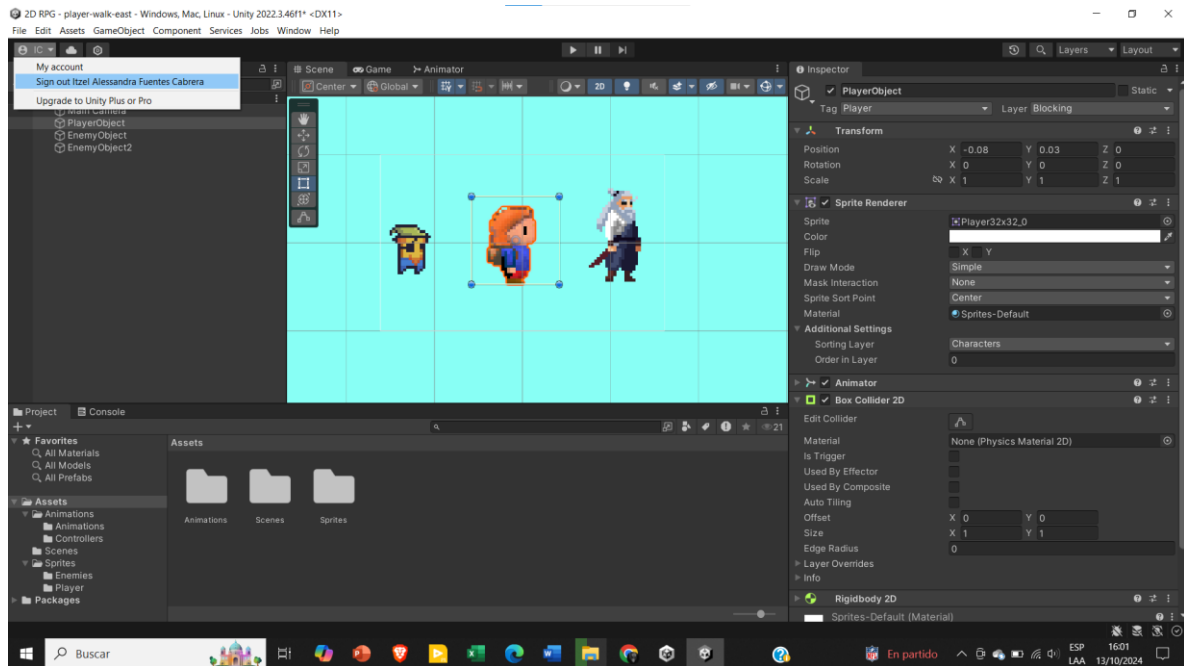 2D RPG - player-walk-east - Windows, Mac, Linux - Unity 2022.3.46f1* <DX11>
File Edit Assets GameObject Component Services Jobs Window Help
IC
Layers
Layout
My account
Sign out Itzel Alessandra Fuentes Cabrera
Upgrade to Unity Plus or Pro
Main Camera
PlayerObject
EnemyObject
EnemyObject2
Scene Game Animator
Center Global 2D
Inspector
PlayerObject Static
Tag Player Layer Blocking
Transform
Position X -0.08 Y 0.03 Z 0
Rotation X 0 Y 0 Z 0
Scale X 1 Y 1 Z 1
Sprite Renderer
Sprite Player32x32_0
Color
Flip X Y
Draw Mode Simple
Mask Interaction None
Sprite Sort Point Center
Material Sprites-Default
Additional Settings
Sorting Layer Characters
Order in Layer 0
Animator
Box Collider 2D
Edit Collider
Material None (Physics Material 2D)
Is Trigger
Used By Effector
Used By Composite
Auto Tiling
Offset X 0 Y 0
Size X 1 Y 1
Edge Radius 0
Layer Overrides
Info
Rigidbody 2D
Sprites-Default (Material)
Project Console
21
Favorites
All Materials
All Models
All Prefabs
Assets
Animations
Animations
Controllers
Scenes
Sprites
Enemies
Player
Packages
Assets
Animations Scenes Sprites
Buscar
En partido
ESP
LAA
16:01
13/10/2024